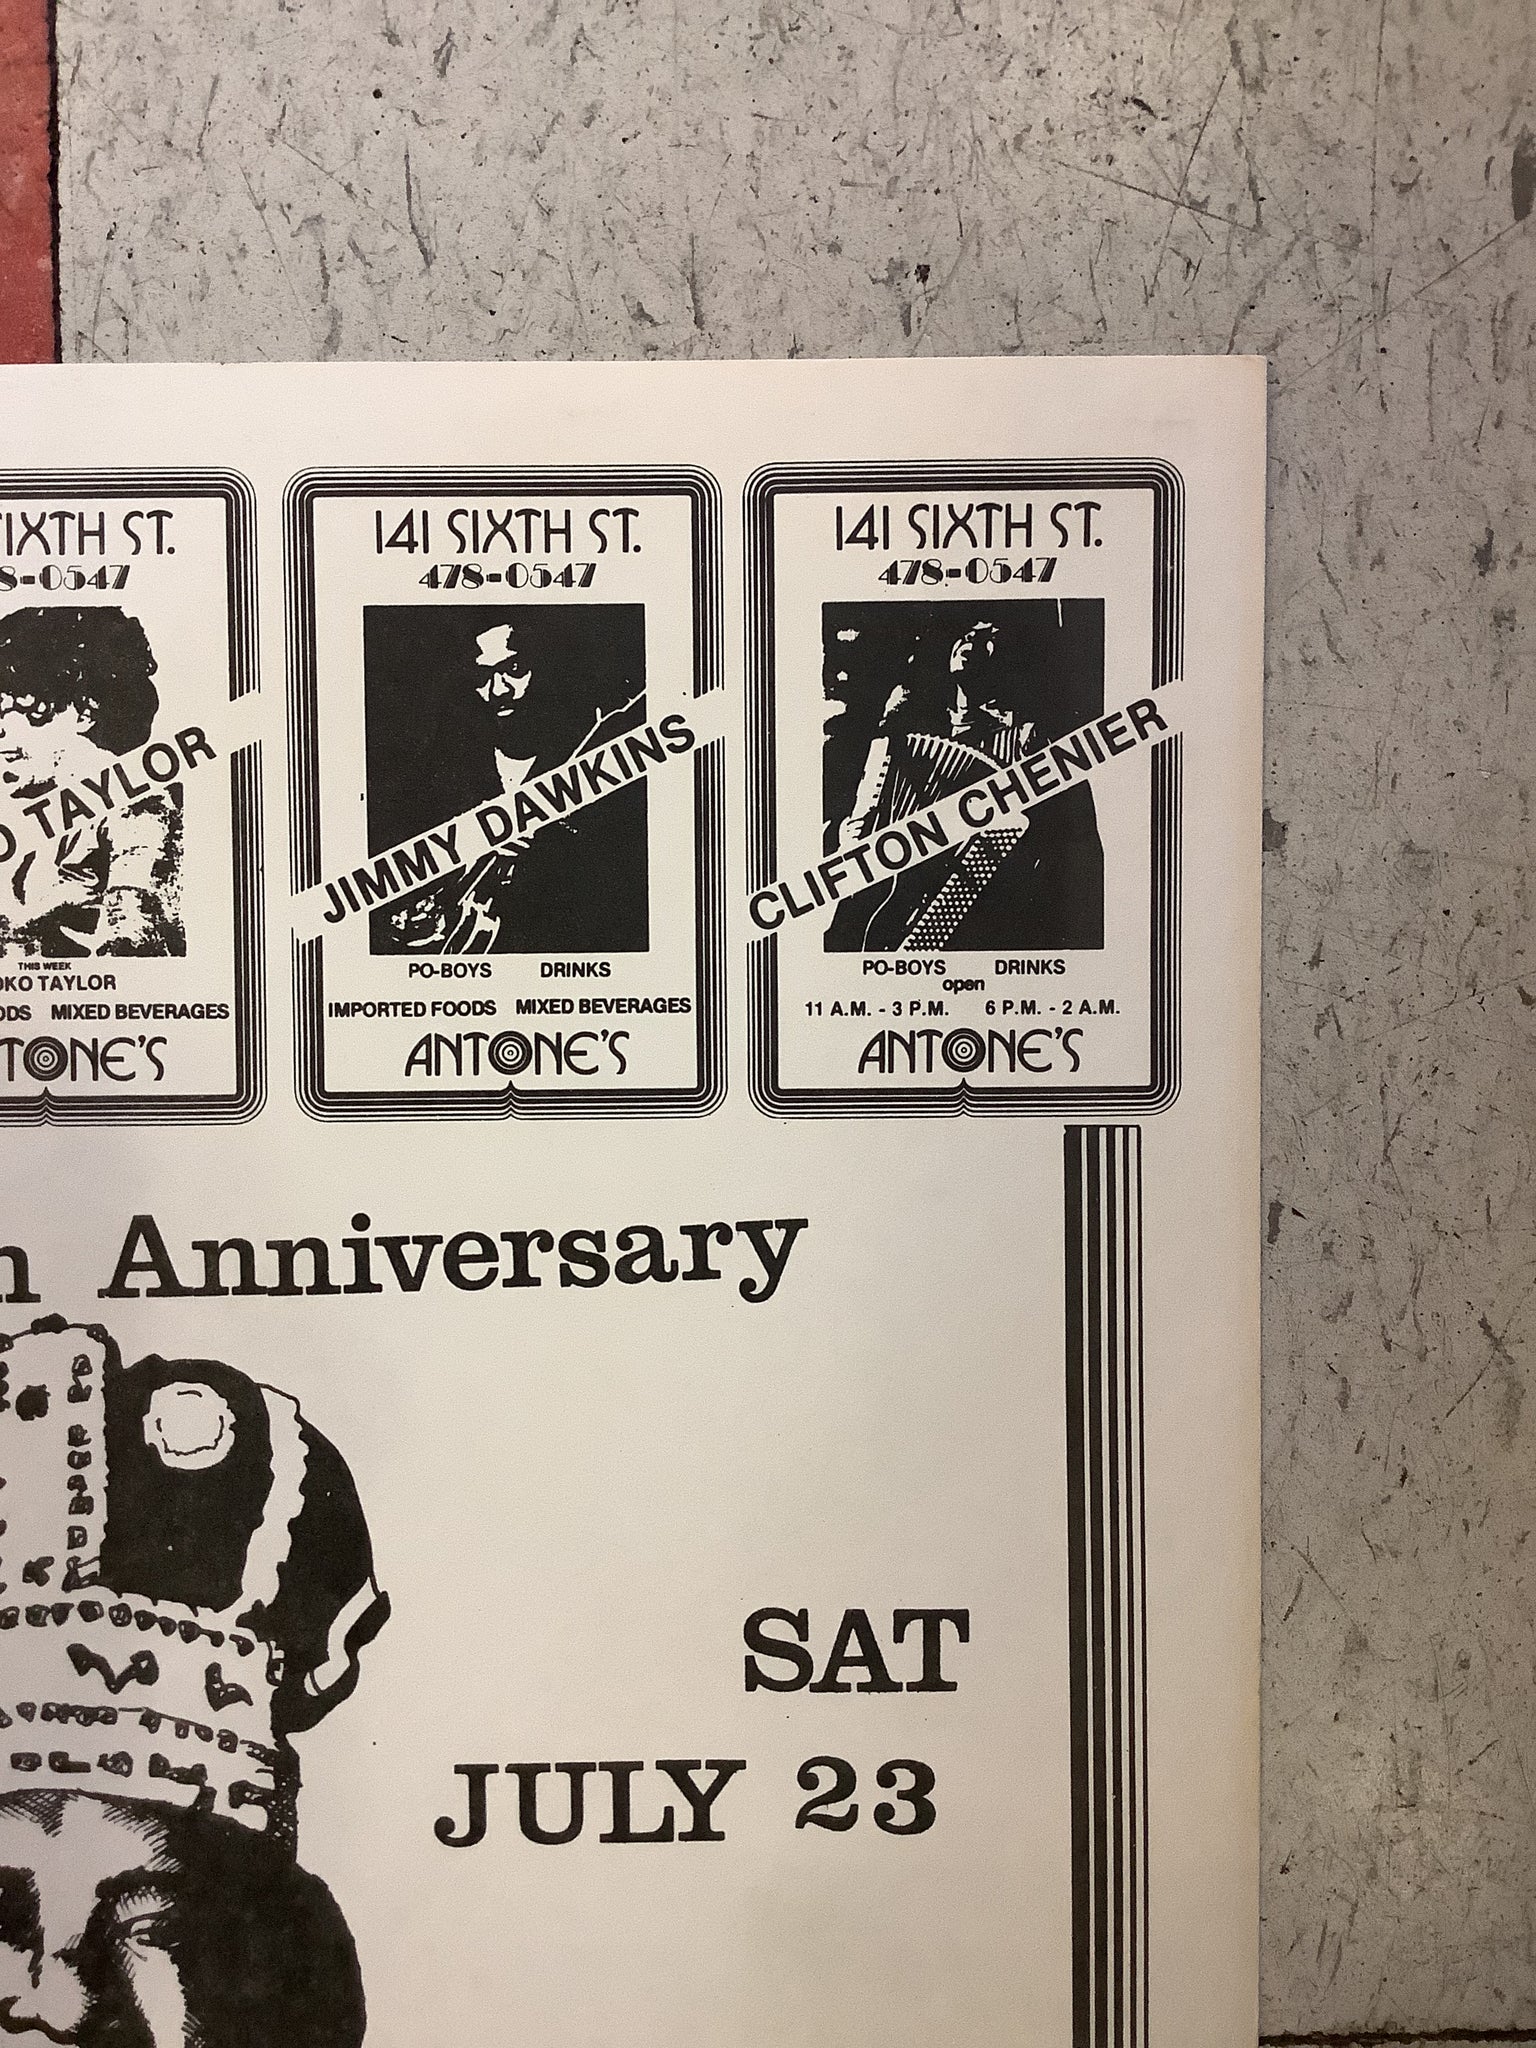 SIXTH ST.
8-0547
TAYLOR
THIS WEEK
OKO TAYLOR
ODS MIXED BEVERAGES
NTONE'S
141 SIXTH ST.
478-0547
JIMMY DAWKINS
PO-BOYS DRINKS
IMPORTED FOODS MIXED BEVERAGES
ANTONE'S
141 SIXTH ST.
478-0547
CLIFTON CHENIER
PO-BOYS DRINKS
open
11 A.M. - 3 P.M. 6 P.M. - 2 A.M.
ANTONE'S
Anniversary
SAT
JULY 23